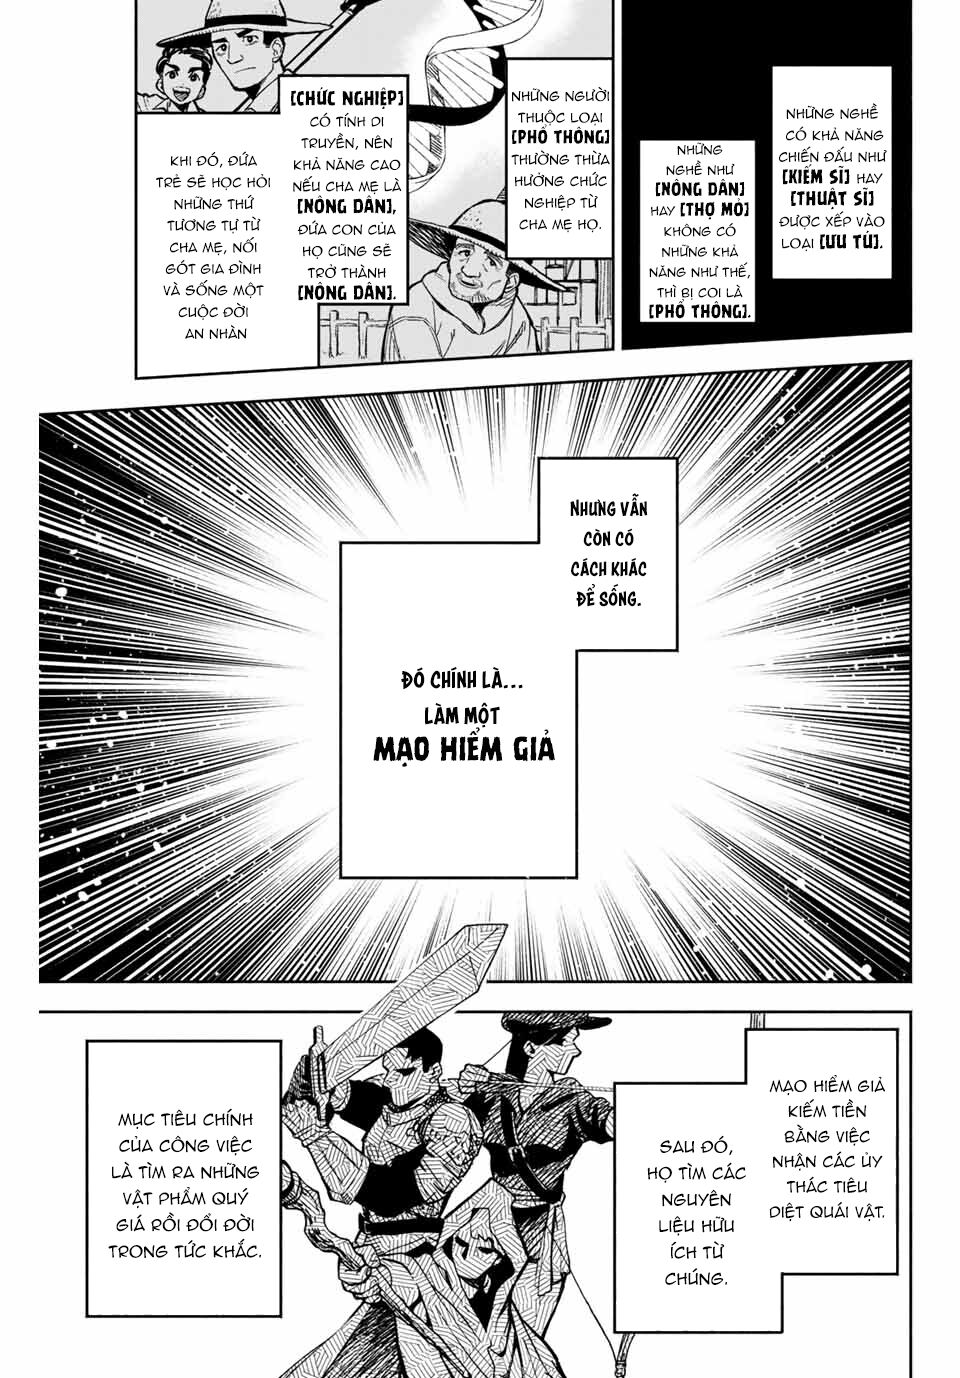 NHỮNG NGHỀ
CÓ KHẢ NĂNG
CHIẾN ĐẤU NHƯ
[KIẾM SĨ] HAY
[THUẬT SĨ]
ĐƯỢC XẾP VÀO
LOẠI [ƯU TÚ].
NHỮNG
NGHỀ NHƯ
[NÔNG DÂN]
HAY [THỢ MỎ]
KHÔNG CÓ
NHỮNG KHẢ
NĂNG NHƯ THẾ,
THÌ BỊ COI LÀ
[PHỔ THÔNG].
NHỮNG NGƯỜI
THUỘC LOẠI
[PHỔ THÔNG]
THƯỜNG THỪA
HƯỞNG CHỨC
NGHIỆP TỪ
CHA MẸ HỌ.
[CHỨC NGHIỆP]
CÓ TÍNH DI
TRUYỀN, NÊN
KHẢ NĂNG CAO
NẾU CHA MẸ LÀ
[NÔNG DÂN],
ĐỨA CON CỦA
HỌ CŨNG SẼ
TRỞ THÀNH
[NÔNG DÂN].
KHI ĐÓ, ĐỨA
TRẺ SẼ HỌC HỎI
NHỮNG THỨ
TƯƠNG TỰ TỪ
CHA MẸ, NỐI
GÓT GIA ĐÌNH
VÀ SỐNG MỘT
CUỘC ĐỜI
AN NHÀN
NHƯNG VẪN
CÒN CÓ
CÁCH KHÁC
ĐỂ SỐNG.
ĐÓ CHÍNH LÀ...
LÀM MỘT
MẠO HIỂM GIẢ
MẠO HIỂM GIẢ
KIẾM TIỀN
BẰNG VIỆC
NHẬN CÁC ỦY
THÁC TIÊU
DIỆT QUÁI VẬT.
SAU ĐÓ,
HỌ TÌM CÁC
NGUYÊN
LIỆU HỮU
ÍCH TỪ
CHÚNG.
MỤC TIÊU CHÍNH
CỦA CÔNG VIỆC
LÀ TÌM RA NHỮNG
VẬT PHẨM QUÝ
GIÁ RỒI ĐỔI ĐỜI
TRONG TỨC KHẮC.